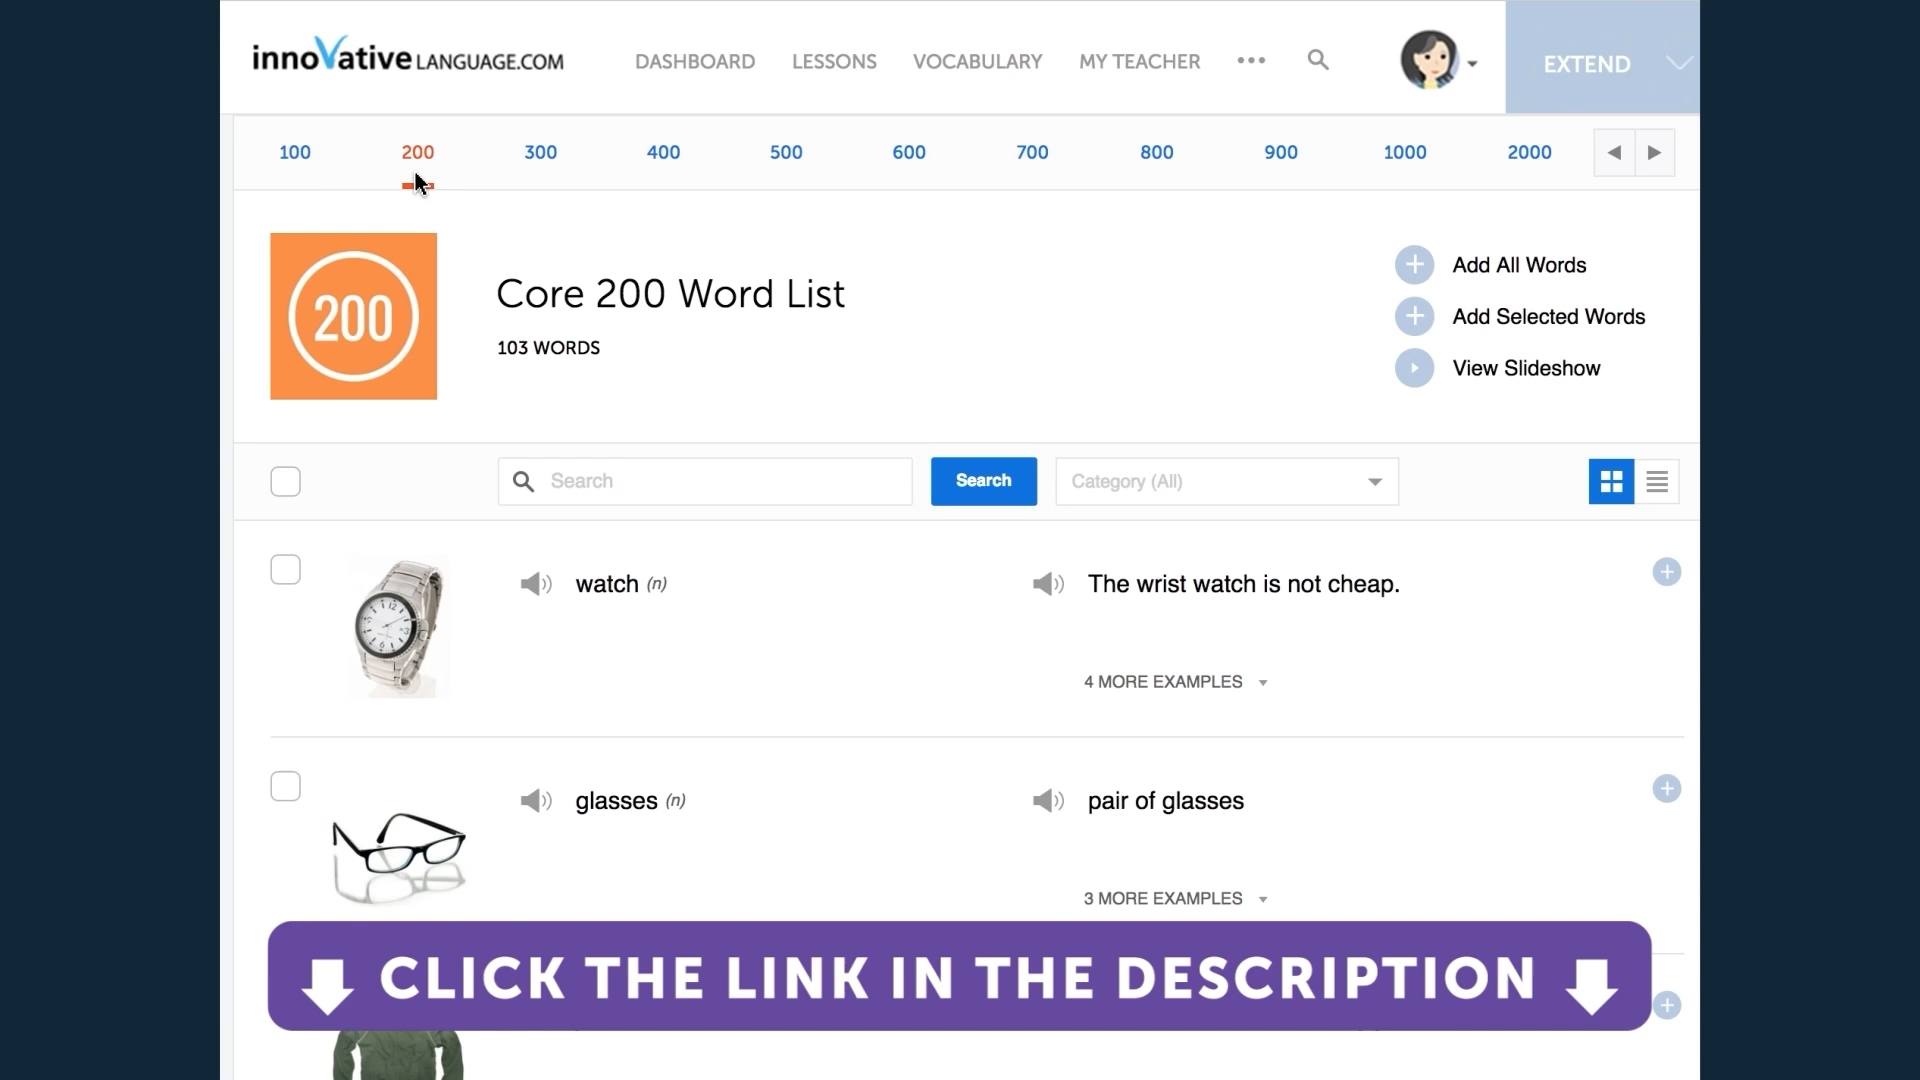 innoVative LANGUAGE.COM
DASHBOARD LESSONS VOCABULARY MY TEACHER ••• EXTEND
100 200 300 400 500 600 700 800 900 1000 2000
200
Core 200 Word List
103 WORDS
Add All Words
Add Selected Words
View Slideshow
Search Search Category (All)
watch (n) The wrist watch is not cheap.
4 MORE EXAMPLES
glasses (n) pair of glasses
3 MORE EXAMPLES
CLICK THE LINK IN THE DESCRIPTION